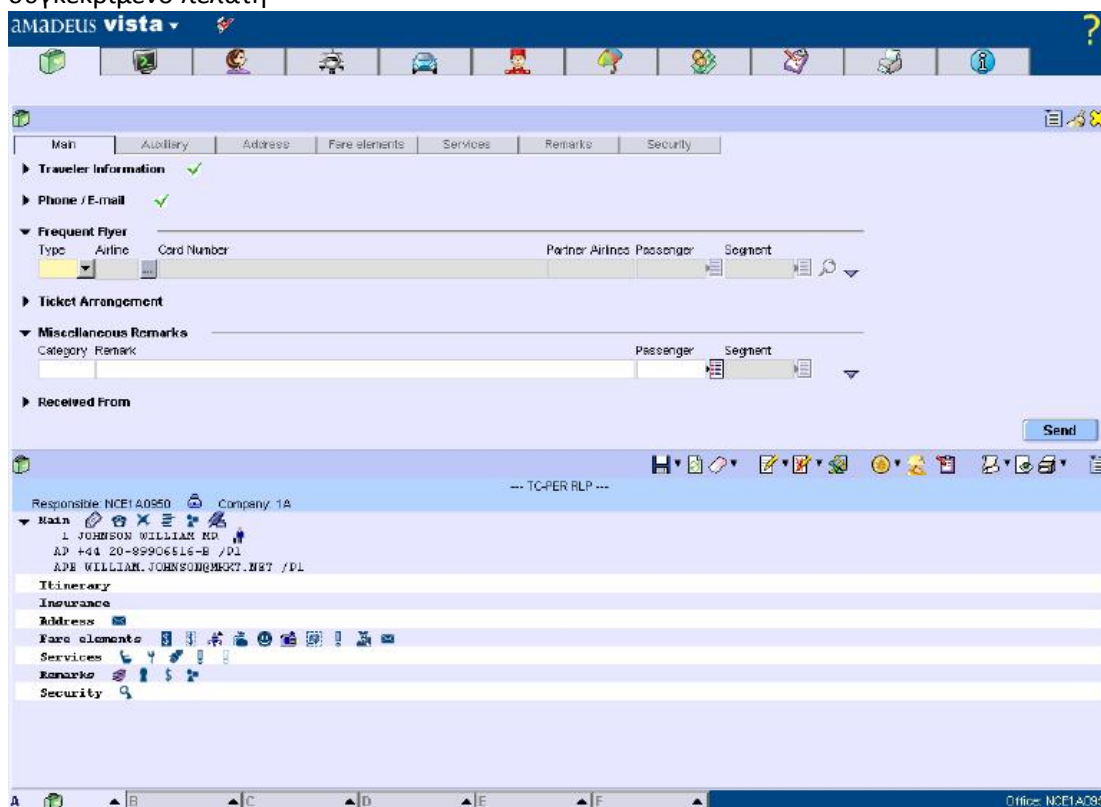 συγκεκριμένο πελάτη
aMaDEUS vista
?
Main Auxiliary Address Fare elements Services Remarks Security
Traveler Information
Phone / E-mail
Frequent Flyer
Type Airline Card Number Partner Airlines Passenger Segment
...
Ticket Arrangement
Miscellaneous Remarks
Category Remark Passenger Segment
Received From
Send
--- TC-PER RLP ---
Responsible: NCE1A0950 Company: 1A
Main
1 JOHNSON WILLIAM MR
AP +44 20-89906516-B /P1
APE WILLIAM.JOHNSON@MRKT.NET /P1
Itinerary
Insurance
Address
Fare elements
Services
Remarks
Security
A B C D E F Office: NCE1A09